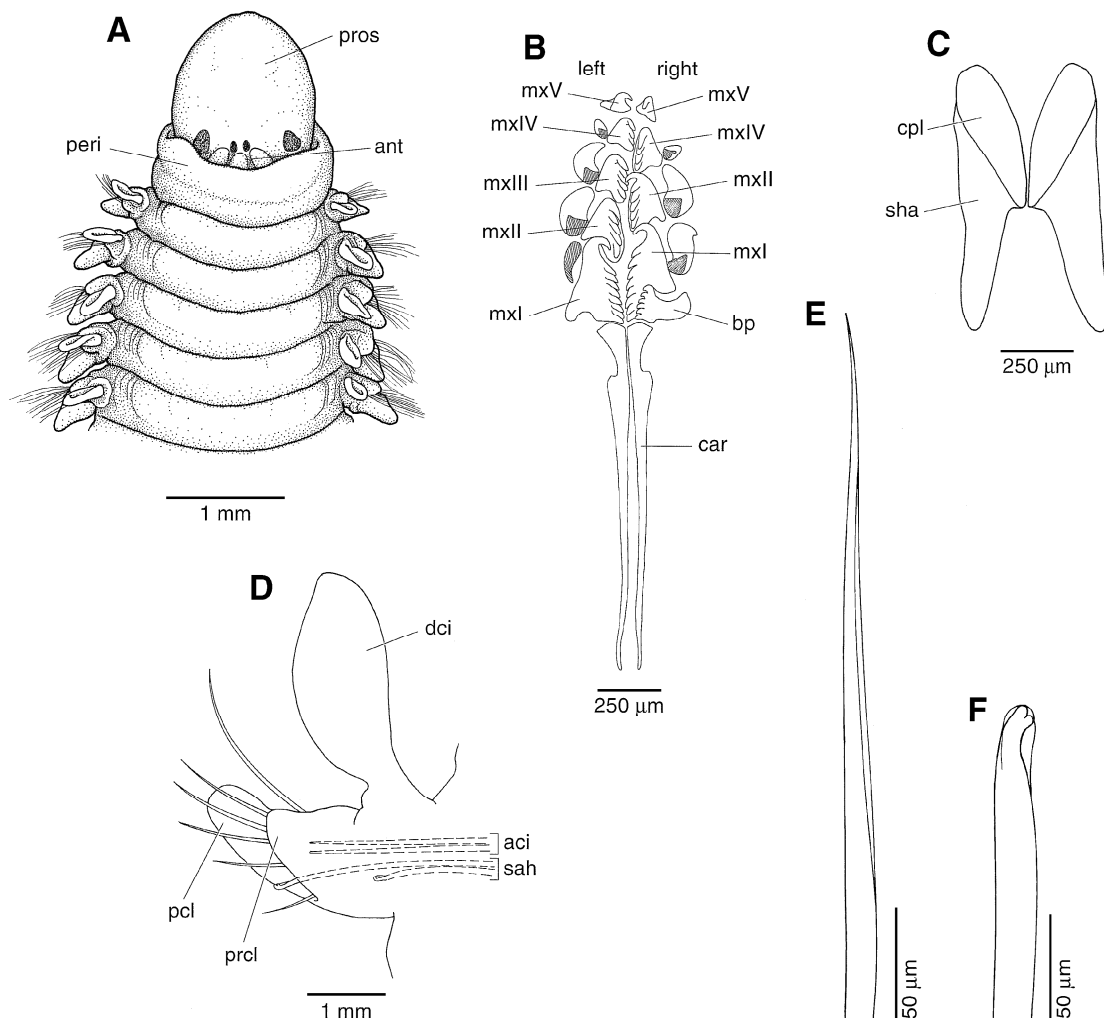 A
pros
peri
ant
1 mm
B
left right
mxV mxV
mxIV mxIV
mxIII mxII
mxII mxI
mxI bp
car
250 μm
C
cpl
sha
250 μm
D
dci
aci
sah
pcl
prcl
1 mm
E
50 μm
F
50 μm